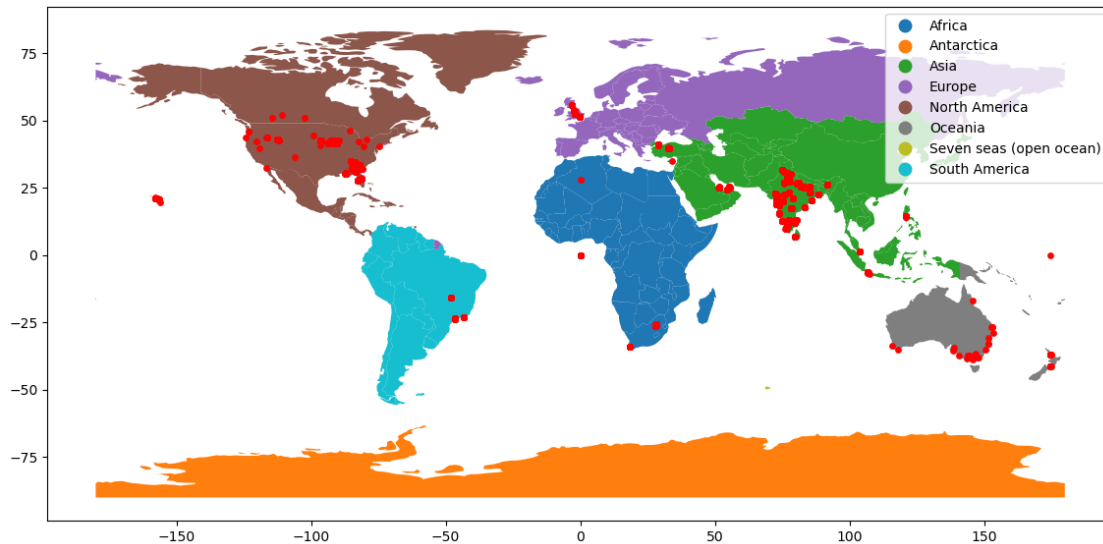 Africa
Antarctica
Asia
Europe
North America
Oceania
Seven seas (open ocean)
South America
75
50
25
0
−25
−50
−75
−150
−100
−50
0
50
100
150